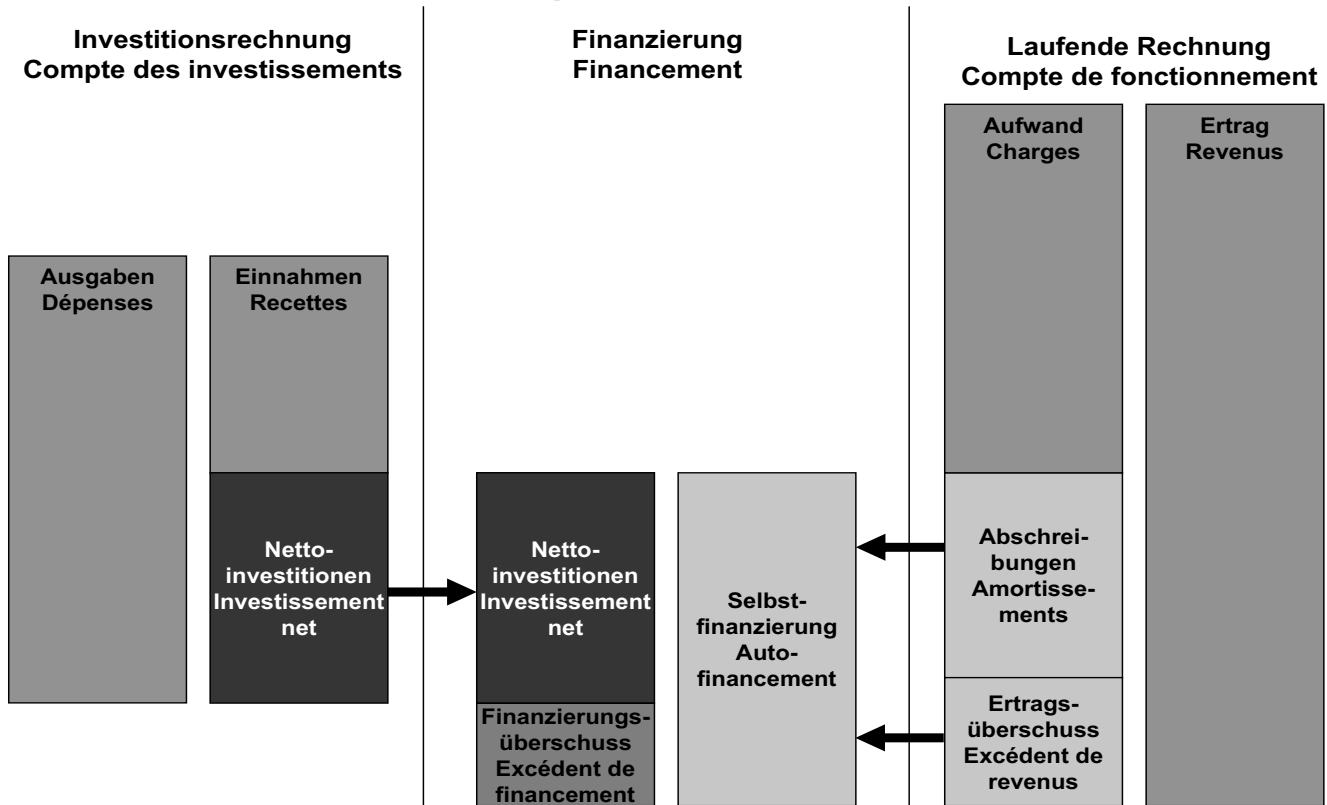 Investitionsrechnung
Compte des investissements
Finanzierung
Financement
Laufende Rechnung
Compte de fonctionnement
Ausgaben
Dépenses
Einnahmen
Recettes
Netto-
investitionen
Investissement
net
Netto-
investitionen
Investissement
net
Finanzierungs-
überschuss
Excédent de
financement
Selbst-
finanzierung
Auto-
financement
Aufwand
Charges
Abschrei-
bungen
Amortisse-
ments
Ertrags-
überschuss
Excédent de
revenus
Ertrag
Revenus